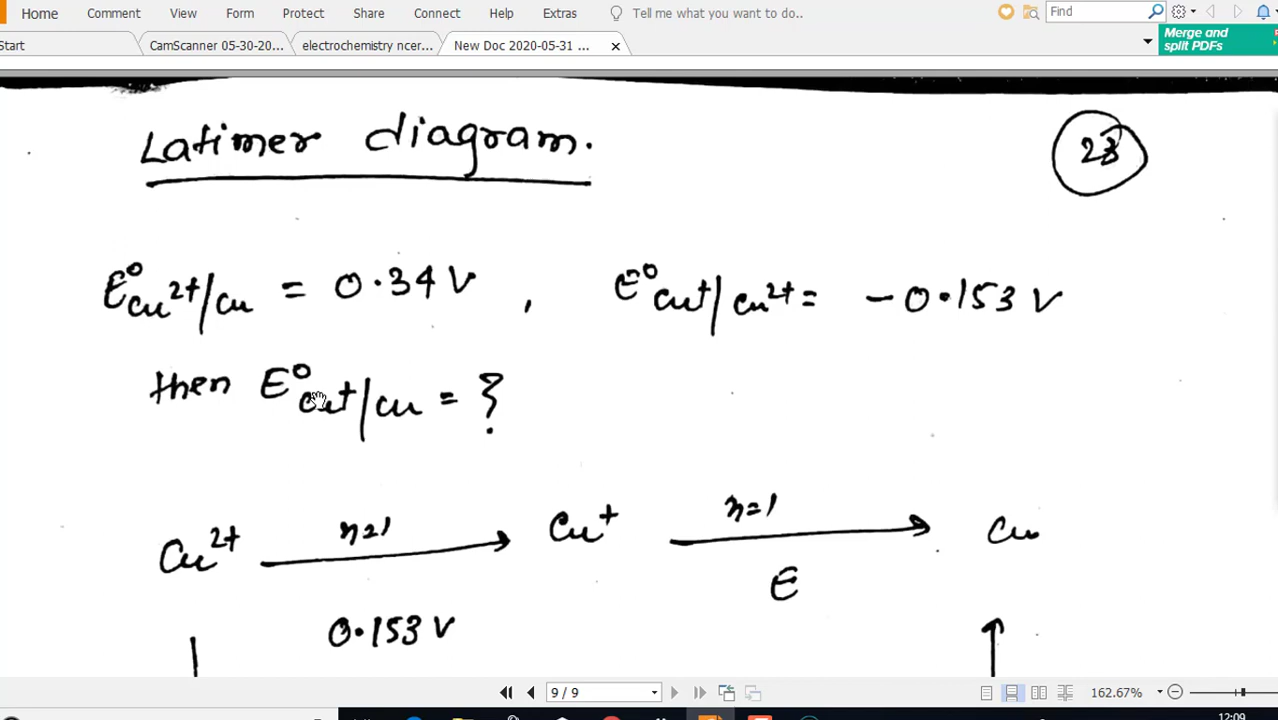 Home Comment View Form Protect Share Connect Help Extras Tell me what you want to do.. Find
Merge and
split PDFs
Start CamScanner 05-30-20... electrochemistry ncer... New Doc 2020-05-31 ... ×
Latimer diagram.
23
E⁰Cu²⁺/Cu = 0.34 V , E⁰Cu⁺/Cu²⁺ = -0.153 V
then E⁰Cu⁺/Cu = ?
Cu²⁺ n=1 Cu⁺ n=1 Cu
0.153 V E
9 / 9 162.67%
12:09